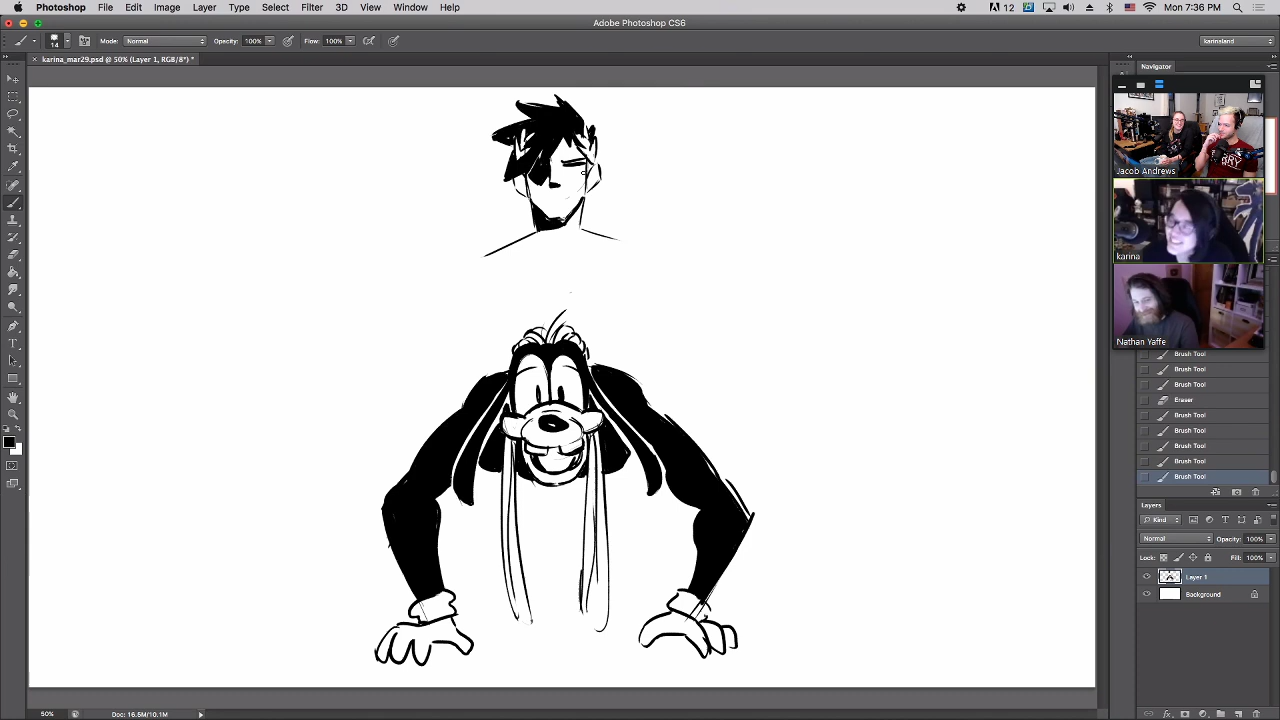 Photoshop File Edit Image Layer Type Select Filter 3D View Window Help 12 Mon 7:36 PM
Adobe Photoshop CS6
14 Mode: Normal Opacity: 100% Flow: 100% karinaland
karina_mar29.psd @ 50% (Layer 1, RGB/8*) *
Navigator
Jacob Andrews
karina
Nathan Yaffe
Brush Tool
Brush Tool
Brush Tool
Eraser
Brush Tool
Brush Tool
Brush Tool
Brush Tool
Brush Tool
Layers
Kind
Normal Opacity: 100%
Lock: Fill: 100%
Layer 1
Background
50% Doc: 16.5M/10.1M